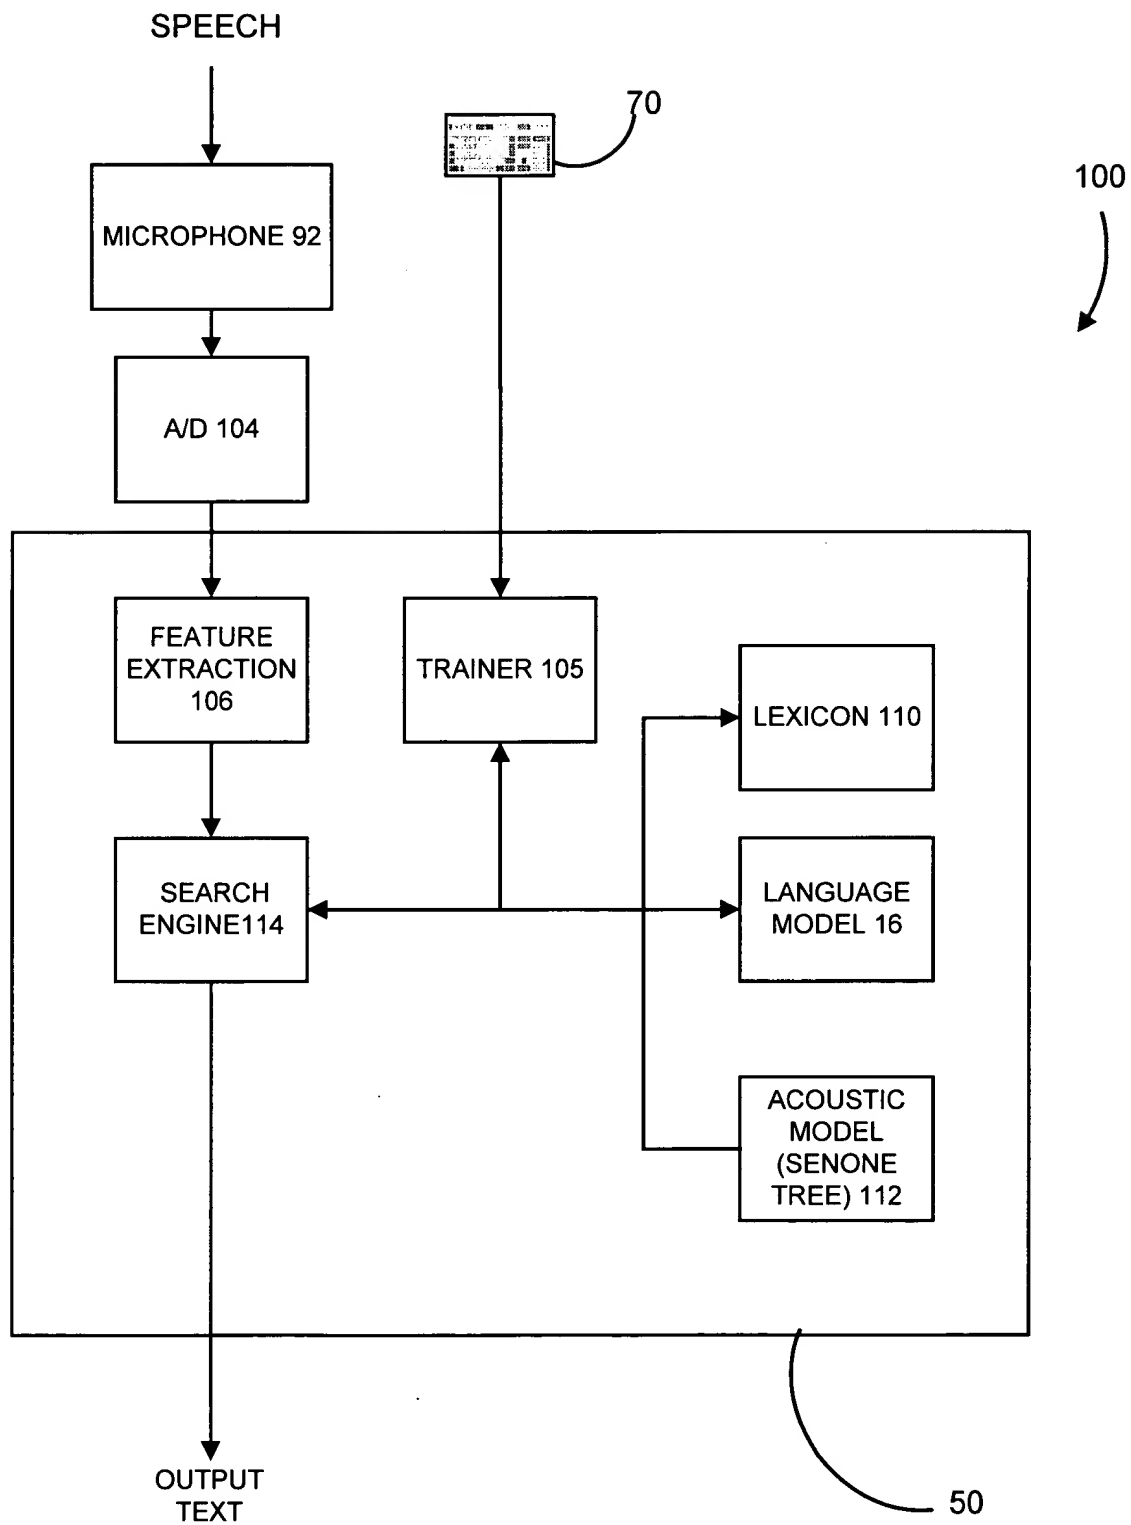 SPEECH
70
100
MICROPHONE 92
A/D 104
FEATURE
EXTRACTION
106
TRAINER 105
LEXICON 110
SEARCH
ENGINE114
LANGUAGE
MODEL 16
ACOUSTIC
MODEL
(SENONE
TREE) 112
OUTPUT
TEXT
50